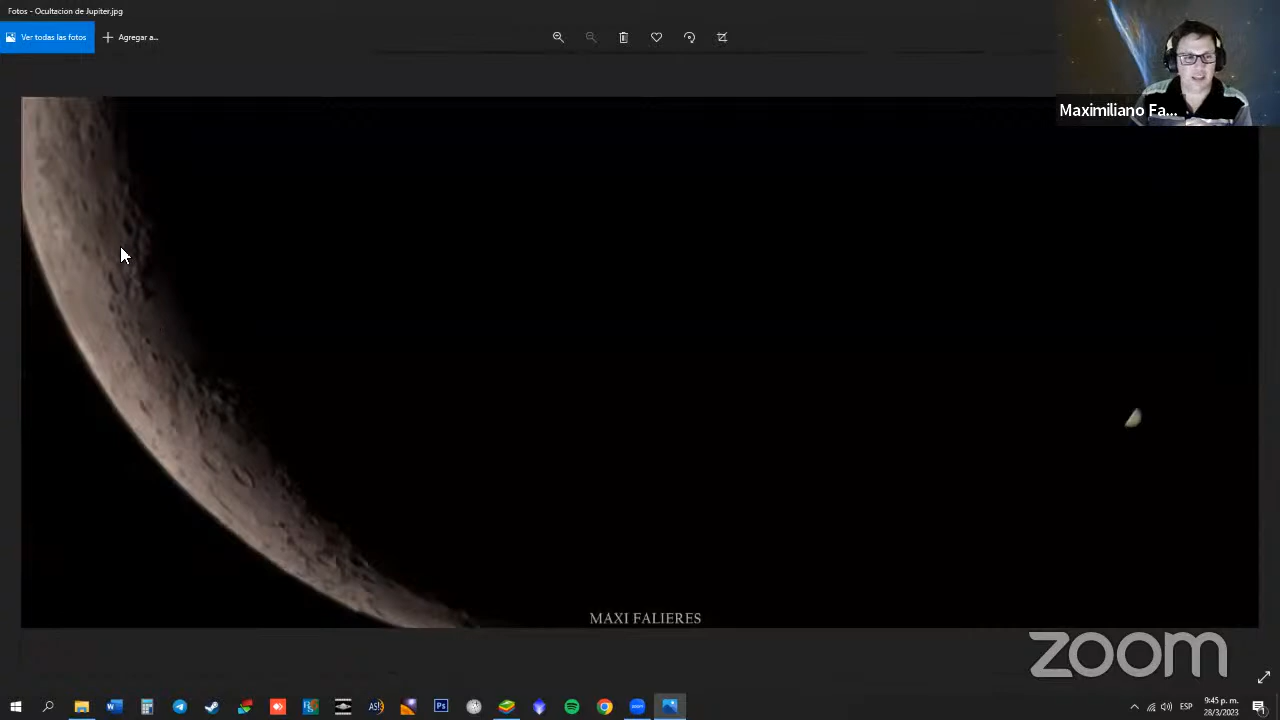 Fotos - Ocultacion de Jupiter.jpg
Ver todas las fotos
Agregar a...
Maximiliano Fa...
MAXI FALIERES
zoom
ESP
9:45 p. m.
28/3/2023